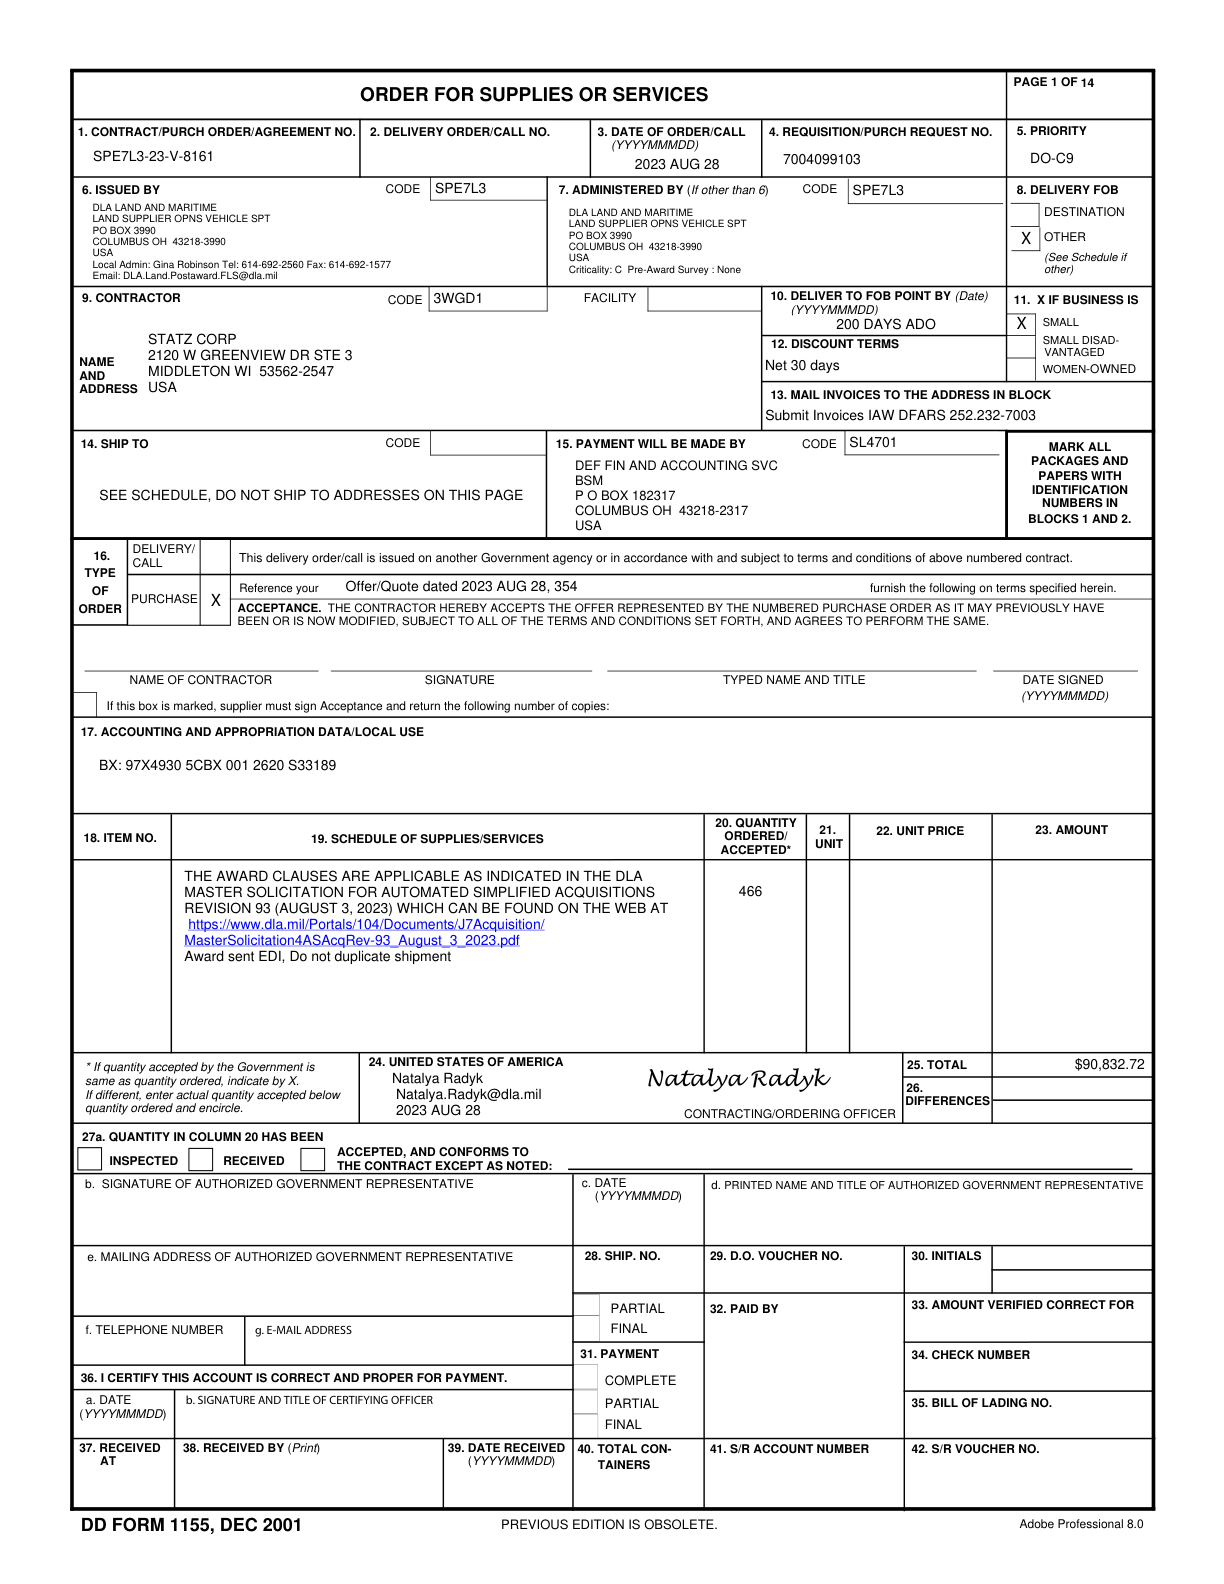 ORDER FOR SUPPLIES OR SERVICES
PAGE 1 OF 14
1. CONTRACT/PURCH ORDER/AGREEMENT NO.
SPE7L3-23-V-8161
2. DELIVERY ORDER/CALL NO.
3. DATE OF ORDER/CALL
(YYYYMMMDD)
2023 AUG 28
4. REQUISITION/PURCH REQUEST NO.
7004099103
5. PRIORITY
DO-C9
6. ISSUED BY
CODE SPE7L3
DLA LAND AND MARITIME
LAND SUPPLIER OPNS VEHICLE SPT
PO BOX 3990
COLUMBUS OH 43218-3990
USA
Local Admin: Gina Robinson Tel: 614-692-2560 Fax: 614-692-1577
Email: DLA.Land.Postaward.FLS@dla.mil
7. ADMINISTERED BY (If other than 6)
CODE SPE7L3
DLA LAND AND MARITIME
LAND SUPPLIER OPNS VEHICLE SPT
PO BOX 3990
COLUMBUS OH 43218-3990
USA
Criticality: C Pre-Award Survey : None
8. DELIVERY FOB
DESTINATION
X OTHER
(See Schedule if
other)
9. CONTRACTOR
CODE 3WGD1
FACILITY
NAME
AND
ADDRESS
STATZ CORP
2120 W GREENVIEW DR STE 3
MIDDLETON WI 53562-2547
USA
10. DELIVER TO FOB POINT BY (Date)
(YYYYMMMDD)
200 DAYS ADO
11. X IF BUSINESS IS
X SMALL
SMALL DISAD-
VANTAGED
WOMEN-OWNED
12. DISCOUNT TERMS
Net 30 days
13. MAIL INVOICES TO THE ADDRESS IN BLOCK
Submit Invoices IAW DFARS 252.232-7003
14. SHIP TO
CODE
SEE SCHEDULE, DO NOT SHIP TO ADDRESSES ON THIS PAGE
15. PAYMENT WILL BE MADE BY
CODE SL4701
DEF FIN AND ACCOUNTING SVC
BSM
P O BOX 182317
COLUMBUS OH 43218-2317
USA
MARK ALL
PACKAGES AND
PAPERS WITH
IDENTIFICATION
NUMBERS IN
BLOCKS 1 AND 2.
16.
TYPE
OF
ORDER
DELIVERY/
CALL
This delivery order/call is issued on another Government agency or in accordance with and subject to terms and conditions of above numbered contract.
PURCHASE X
Reference your Offer/Quote dated 2023 AUG 28, 354 furnish the following on terms specified herein.
ACCEPTANCE. THE CONTRACTOR HEREBY ACCEPTS THE OFFER REPRESENTED BY THE NUMBERED PURCHASE ORDER AS IT MAY PREVIOUSLY HAVE
BEEN OR IS NOW MODIFIED, SUBJECT TO ALL OF THE TERMS AND CONDITIONS SET FORTH, AND AGREES TO PERFORM THE SAME.
NAME OF CONTRACTOR
SIGNATURE
TYPED NAME AND TITLE
DATE SIGNED
(YYYYMMMDD)
If this box is marked, supplier must sign Acceptance and return the following number of copies:
17. ACCOUNTING AND APPROPRIATION DATA/LOCAL USE
BX: 97X4930 5CBX 001 2620 S33189
18. ITEM NO.
19. SCHEDULE OF SUPPLIES/SERVICES
20. QUANTITY
ORDERED/
ACCEPTED*
21.
UNIT
22. UNIT PRICE
23. AMOUNT
THE AWARD CLAUSES ARE APPLICABLE AS INDICATED IN THE DLA
MASTER SOLICITATION FOR AUTOMATED SIMPLIFIED ACQUISITIONS
REVISION 93 (AUGUST 3, 2023) WHICH CAN BE FOUND ON THE WEB AT
https://www.dla.mil/Portals/104/Documents/J7Acquisition/
MasterSolicitation4ASAcqRev-93_August_3_2023.pdf
Award sent EDI, Do not duplicate shipment
466
* If quantity accepted by the Government is
same as quantity ordered, indicate by X.
If different, enter actual quantity accepted below
quantity ordered and encircle.
24. UNITED STATES OF AMERICA
Natalya Radyk
Natalya.Radyk@dla.mil
2023 AUG 28
Natalya Radyk
CONTRACTING/ORDERING OFFICER
25. TOTAL
$90,832.72
26.
DIFFERENCES
27a. QUANTITY IN COLUMN 20 HAS BEEN
INSPECTED
RECEIVED
ACCEPTED, AND CONFORMS TO
THE CONTRACT EXCEPT AS NOTED:
b. SIGNATURE OF AUTHORIZED GOVERNMENT REPRESENTATIVE
c. DATE
(YYYYMMMDD)
d. PRINTED NAME AND TITLE OF AUTHORIZED GOVERNMENT REPRESENTATIVE
e. MAILING ADDRESS OF AUTHORIZED GOVERNMENT REPRESENTATIVE
28. SHIP. NO.
29. D.O. VOUCHER NO.
30. INITIALS
PARTIAL
FINAL
32. PAID BY
33. AMOUNT VERIFIED CORRECT FOR
f. TELEPHONE NUMBER
g. E-MAIL ADDRESS
31. PAYMENT
COMPLETE
PARTIAL
FINAL
34. CHECK NUMBER
36. I CERTIFY THIS ACCOUNT IS CORRECT AND PROPER FOR PAYMENT.
a. DATE
(YYYYMMMDD)
b. SIGNATURE AND TITLE OF CERTIFYING OFFICER
35. BILL OF LADING NO.
37. RECEIVED
AT
38. RECEIVED BY (Print)
39. DATE RECEIVED
(YYYYMMMDD)
40. TOTAL CON-
TAINERS
41. S/R ACCOUNT NUMBER
42. S/R VOUCHER NO.
DD FORM 1155, DEC 2001
PREVIOUS EDITION IS OBSOLETE.
Adobe Professional 8.0